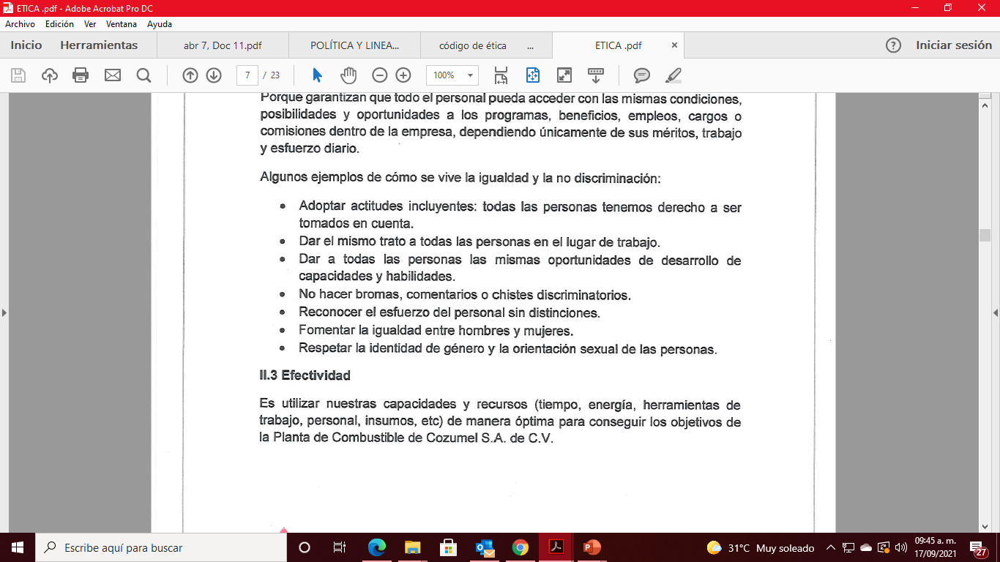 ETICA .pdf - Adobe Acrobat Pro DC
Archivo Edición Ver Ventana Ayuda
Inicio Herramientas abr 7, Doc 11.pdf POLÍTICA Y LINEA... código de ética ... ETICA .pdf × Iniciar sesión
7 / 23 100%
Porque garantizan que todo el personal pueda acceder con las mismas condiciones,
posibilidades y oportunidades a los programas, beneficios, empleos, cargos o
comisiones dentro de la empresa, dependiendo únicamente de sus méritos, trabajo
y esfuerzo diario.
Algunos ejemplos de cómo se vive la igualdad y la no discriminación:
• Adoptar actitudes incluyentes: todas las personas tenemos derecho a ser
tomados en cuenta.
• Dar el mismo trato a todas las personas en el lugar de trabajo.
• Dar a todas las personas las mismas oportunidades de desarrollo de
capacidades y habilidades.
• No hacer bromas, comentarios o chistes discriminatorios.
• Reconocer el esfuerzo del personal sin distinciones.
• Fomentar la igualdad entre hombres y mujeres.
• Respetar la identidad de género y la orientación sexual de las personas.
II.3 Efectividad
Es utilizar nuestras capacidades y recursos (tiempo, energía, herramientas de
trabajo, personal, insumos, etc) de manera óptima para conseguir los objetivos de
la Planta de Combustible de Cozumel S.A. de C.V.
Escribe aquí para buscar
31°C Muy soleado
09:45 a. m.
17/09/2021
27